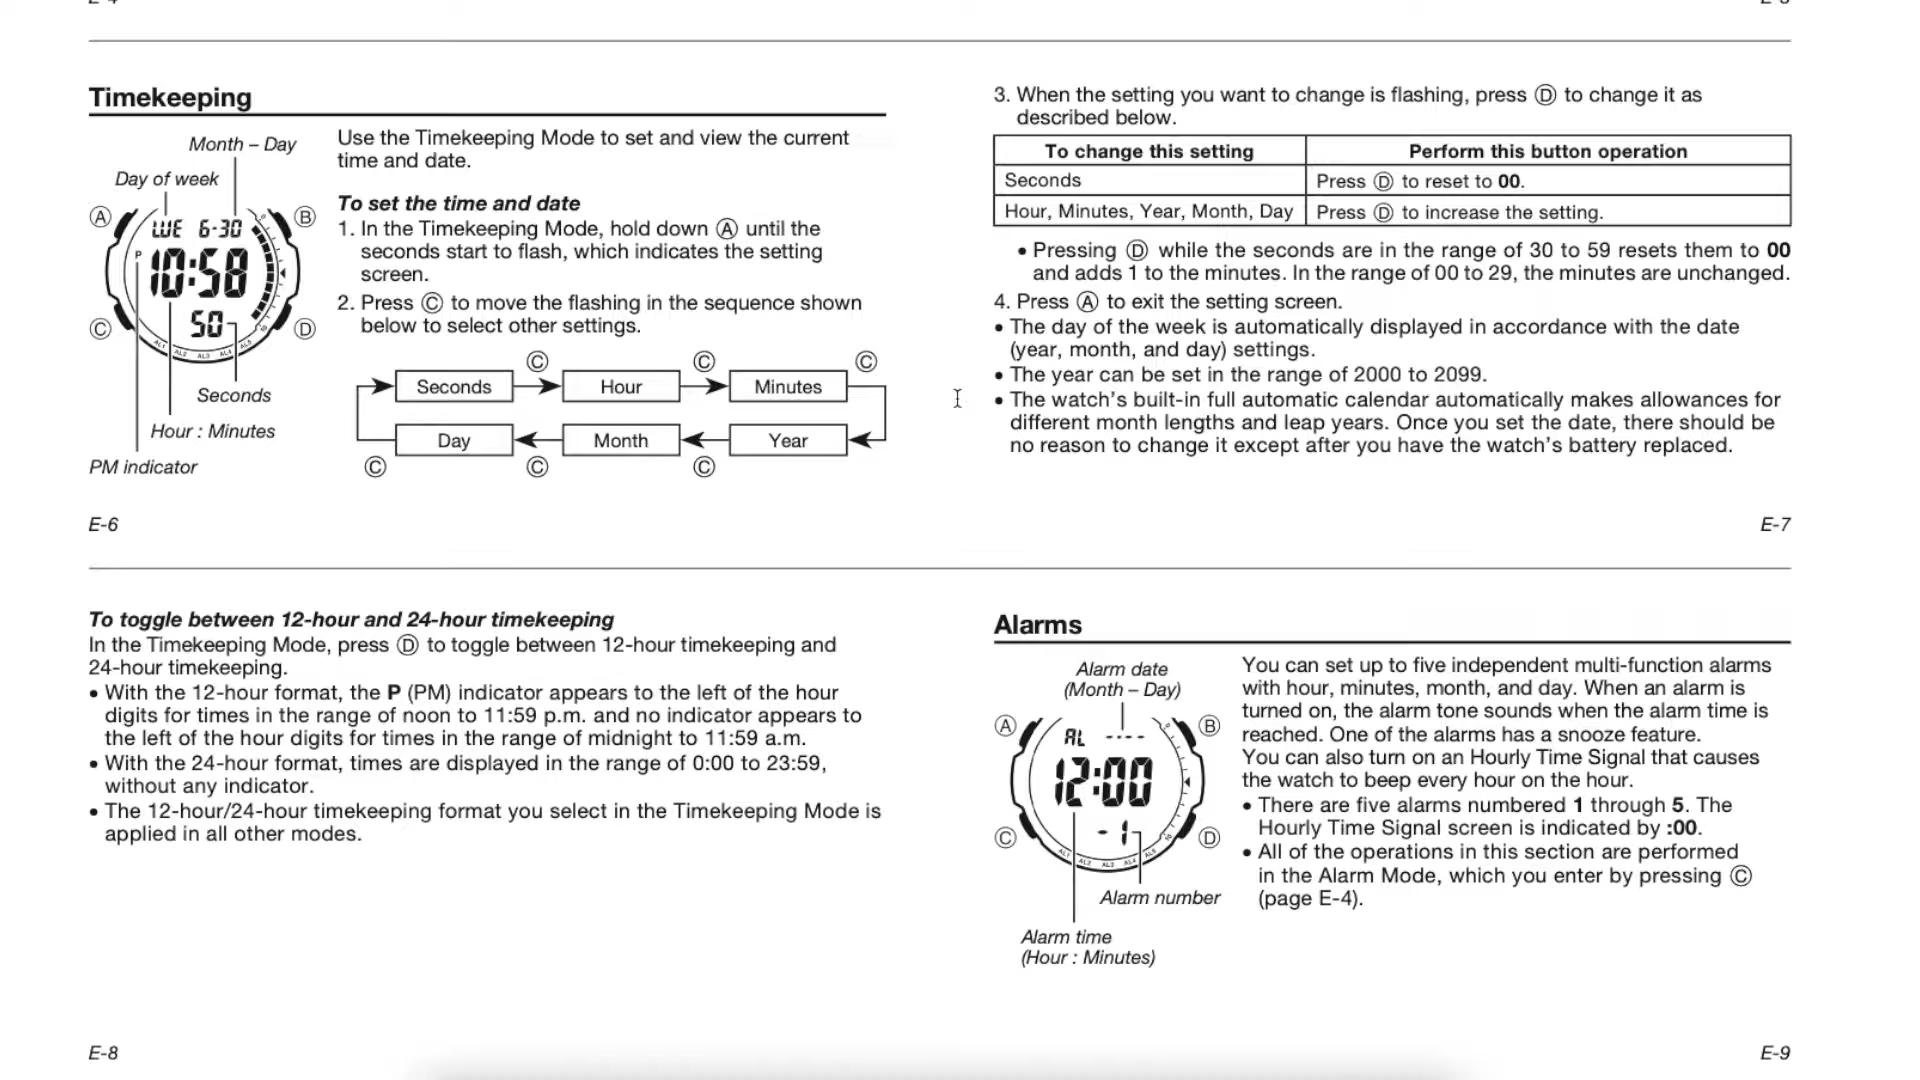 Timekeeping
Month – Day
Day of week
Ⓐ
Ⓑ
WE 6-30
P
10:58
50
Ⓒ
Ⓓ
AL1 AL2 AL3 AL4 AL5
Seconds
Hour : Minutes
PM indicator
Use the Timekeeping Mode to set and view the current
time and date.
To set the time and date
1. In the Timekeeping Mode, hold down Ⓐ until the
seconds start to flash, which indicates the setting
screen.
2. Press Ⓒ to move the flashing in the sequence shown
below to select other settings.
Ⓒ Ⓒ Ⓒ
Seconds Hour Minutes
Day Month Year
Ⓒ Ⓒ Ⓒ
E-6
3. When the setting you want to change is flashing, press Ⓓ to change it as
described below.
To change this setting Perform this button operation
Seconds Press Ⓓ to reset to 00.
Hour, Minutes, Year, Month, Day Press Ⓓ to increase the setting.
• Pressing Ⓓ while the seconds are in the range of 30 to 59 resets them to 00
and adds 1 to the minutes. In the range of 00 to 29, the minutes are unchanged.
4. Press Ⓐ to exit the setting screen.
• The day of the week is automatically displayed in accordance with the date
(year, month, and day) settings.
• The year can be set in the range of 2000 to 2099.
• The watch’s built-in full automatic calendar automatically makes allowances for
different month lengths and leap years. Once you set the date, there should be
no reason to change it except after you have the watch’s battery replaced.
E-7
To toggle between 12-hour and 24-hour timekeeping
In the Timekeeping Mode, press Ⓓ to toggle between 12-hour timekeeping and
24-hour timekeeping.
• With the 12-hour format, the P (PM) indicator appears to the left of the hour
digits for times in the range of noon to 11:59 p.m. and no indicator appears to
the left of the hour digits for times in the range of midnight to 11:59 a.m.
• With the 24-hour format, times are displayed in the range of 0:00 to 23:59,
without any indicator.
• The 12-hour/24-hour timekeeping format you select in the Timekeeping Mode is
applied in all other modes.
E-8
Alarms
Alarm date
(Month – Day)
Ⓐ
Ⓑ
AL ----
12:00
-1
Ⓒ
Ⓓ
AL1 AL2 AL3 AL4 AL5
Alarm number
Alarm time
(Hour : Minutes)
You can set up to five independent multi-function alarms
with hour, minutes, month, and day. When an alarm is
turned on, the alarm tone sounds when the alarm time is
reached. One of the alarms has a snooze feature.
You can also turn on an Hourly Time Signal that causes
the watch to beep every hour on the hour.
• There are five alarms numbered 1 through 5. The
Hourly Time Signal screen is indicated by :00.
• All of the operations in this section are performed
in the Alarm Mode, which you enter by pressing Ⓒ
(page E-4).
E-9